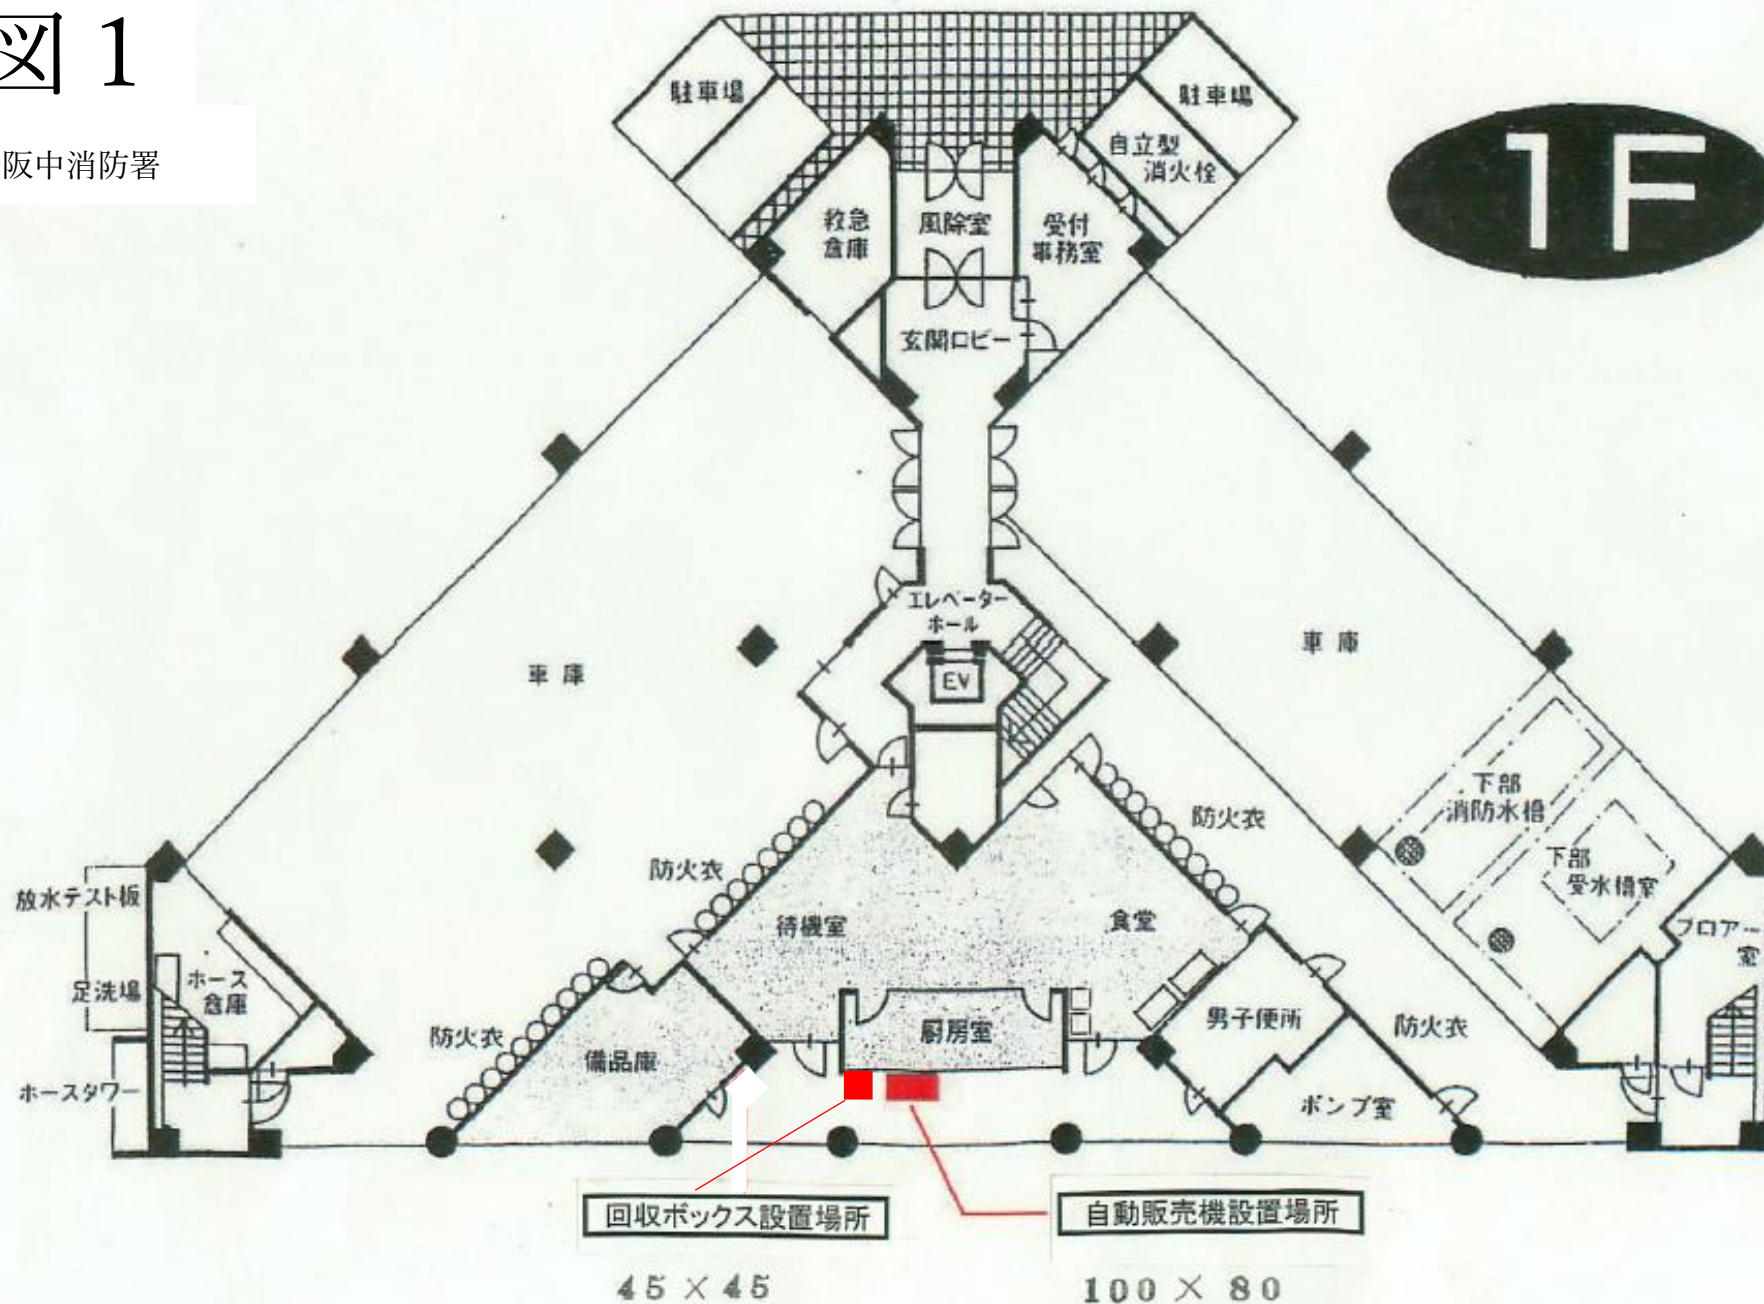 図１
阪中消防署
1F
駐車場
駐車場
自立型
消火栓
救急
倉庫
風除室
受付
事務室
玄関ロビー
エレベーター
ホール
EV
車庫
車庫
下部
消防水槽
下部
受水槽室
防火衣
防火衣
放水テスト板
待機室
食堂
ブロアー
室
足洗場
ホース
倉庫
防火衣
備品庫
厨房室
男子便所
防火衣
ホースタワー
ポンプ室
回収ボックス設置場所
自動販売機設置場所
45×45
100×80